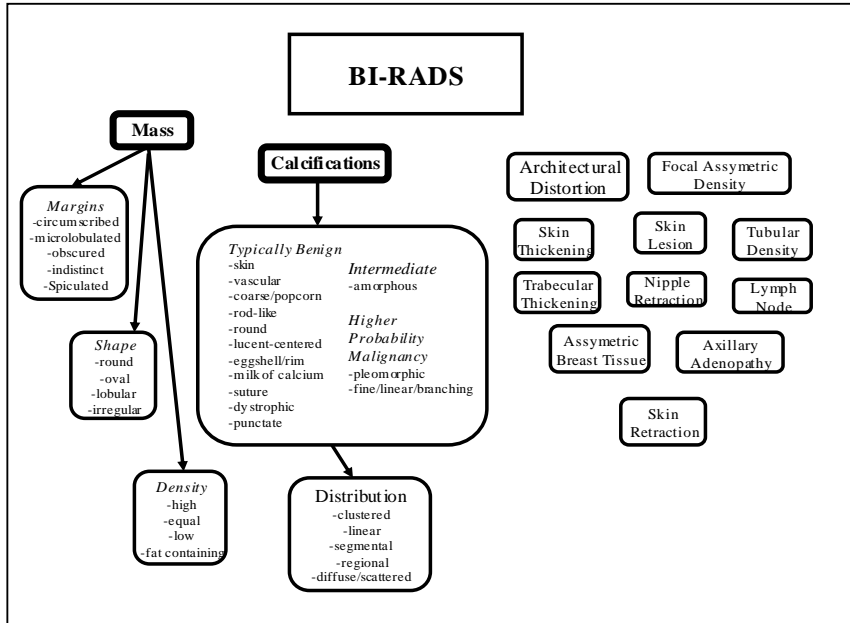 BI-RADS
Mass
Calcifications
Margins
-circumscribed
-microlobulated
-obscured
-indistinct
-Spiculated
Shape
-round
-oval
-lobular
-irregular
Density
-high
-equal
-low
-fat containing
Typically Benign
-skin
-vascular
-coarse/popcorn
-rod-like
-round
-lucent-centered
-eggshell/rim
-milk of calcium
-suture
-dystrophic
-punctate
Intermediate
-amorphous
Higher
Probability
Malignancy
-pleomorphic
-fine/linear/branching
Distribution
-clustered
-linear
-segmental
-regional
-diffuse/scattered
Architectural
Distortion
Focal Assymetric
Density
Skin
Thickening
Skin
Lesion
Tubular
Density
Trabecular
Thickening
Nipple
Retraction
Lymph
Node
Assymetric
Breast Tissue
Axillary
Adenopathy
Skin
Retraction